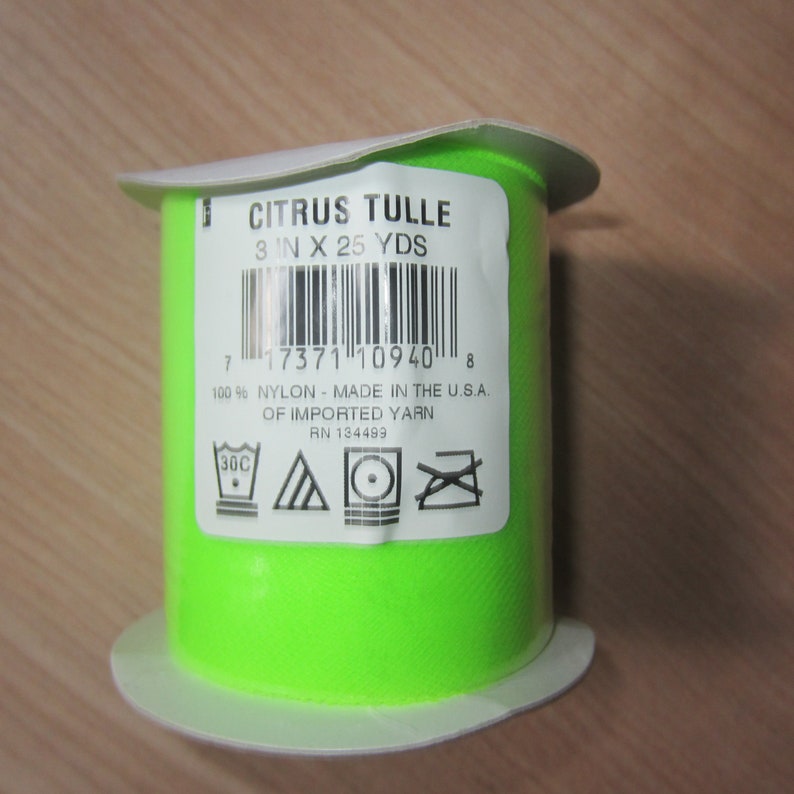 CITRUS TULLE
3 IN X 25 YDS
7 17371 10940 8
100 % NYLON - MADE IN THE U.S.A.
OF IMPORTED YARN
RN 134499
30C